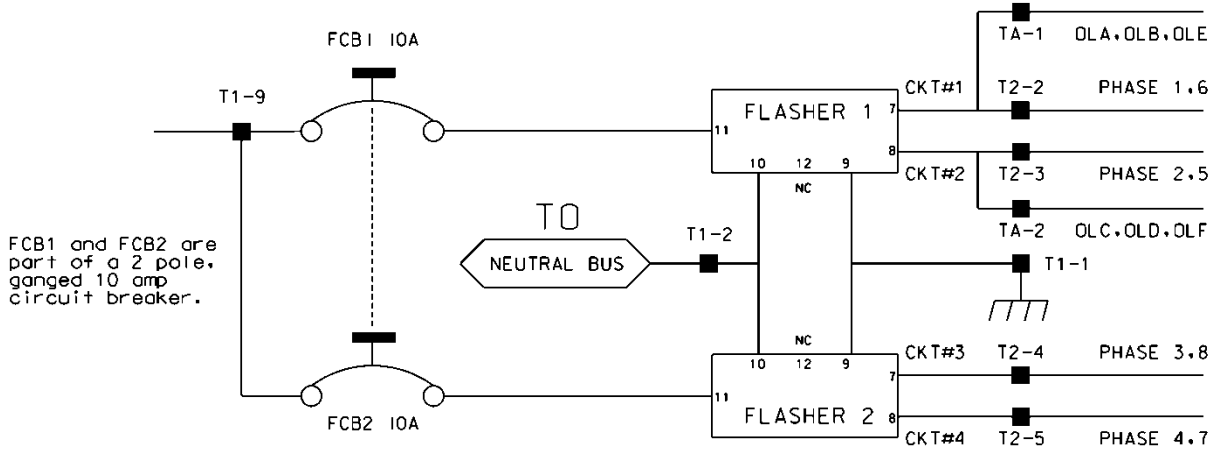 TA-1 OLA,OLB,OLE
FCB1 10A
T1-9
CKT#1 T2-2 PHASE 1,6
FLASHER 1
7
11
8
10 12 9
NC
CKT#2 T2-3 PHASE 2,5
TA-2 OLC,OLD,OLF
TO
NEUTRAL BUS
T1-2
T1-1
FCB1 and FCB2 are
part of a 2 pole,
ganged 10 amp
circuit breaker.
NC
10 12 9
CKT#3 T2-4 PHASE 3,8
7
11
FLASHER 2
8
FCB2 10A
CKT#4 T2-5 PHASE 4,7